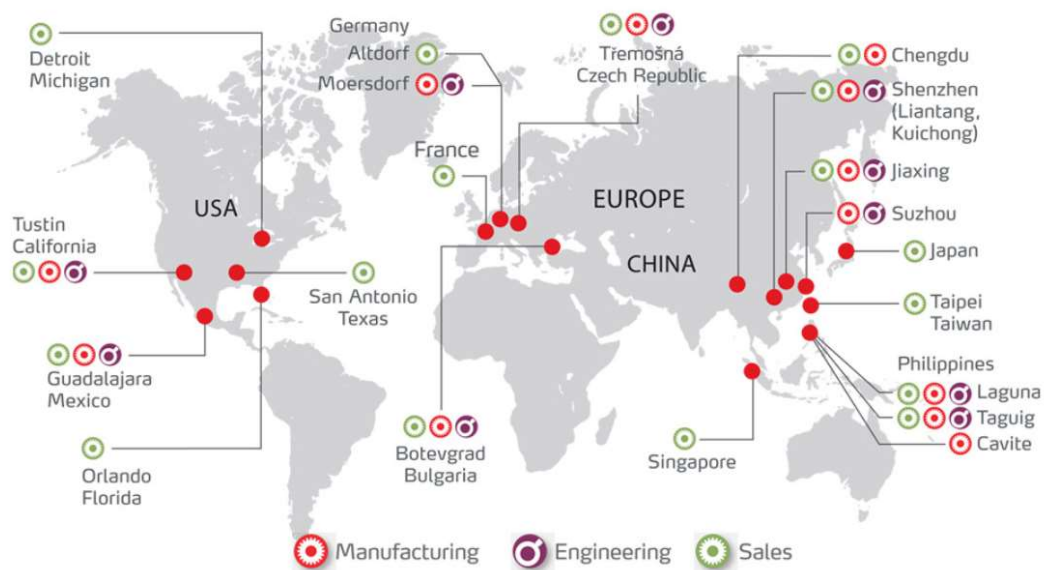 Detroit
Michigan
Germany
Altdorf
Moersdorf
Třemošná
Czech Republic
Chengdu
Shenzhen
(Liantang,
Kuichong)
France
Jiaxing
USA
EUROPE
Suzhou
Tustin
California
Japan
CHINA
San Antonio
Texas
Taipei
Taiwan
Guadalajara
Mexico
Philippines
Laguna
Taguig
Cavite
Botevgrad
Bulgaria
Singapore
Orlando
Florida
Manufacturing
Engineering
Sales